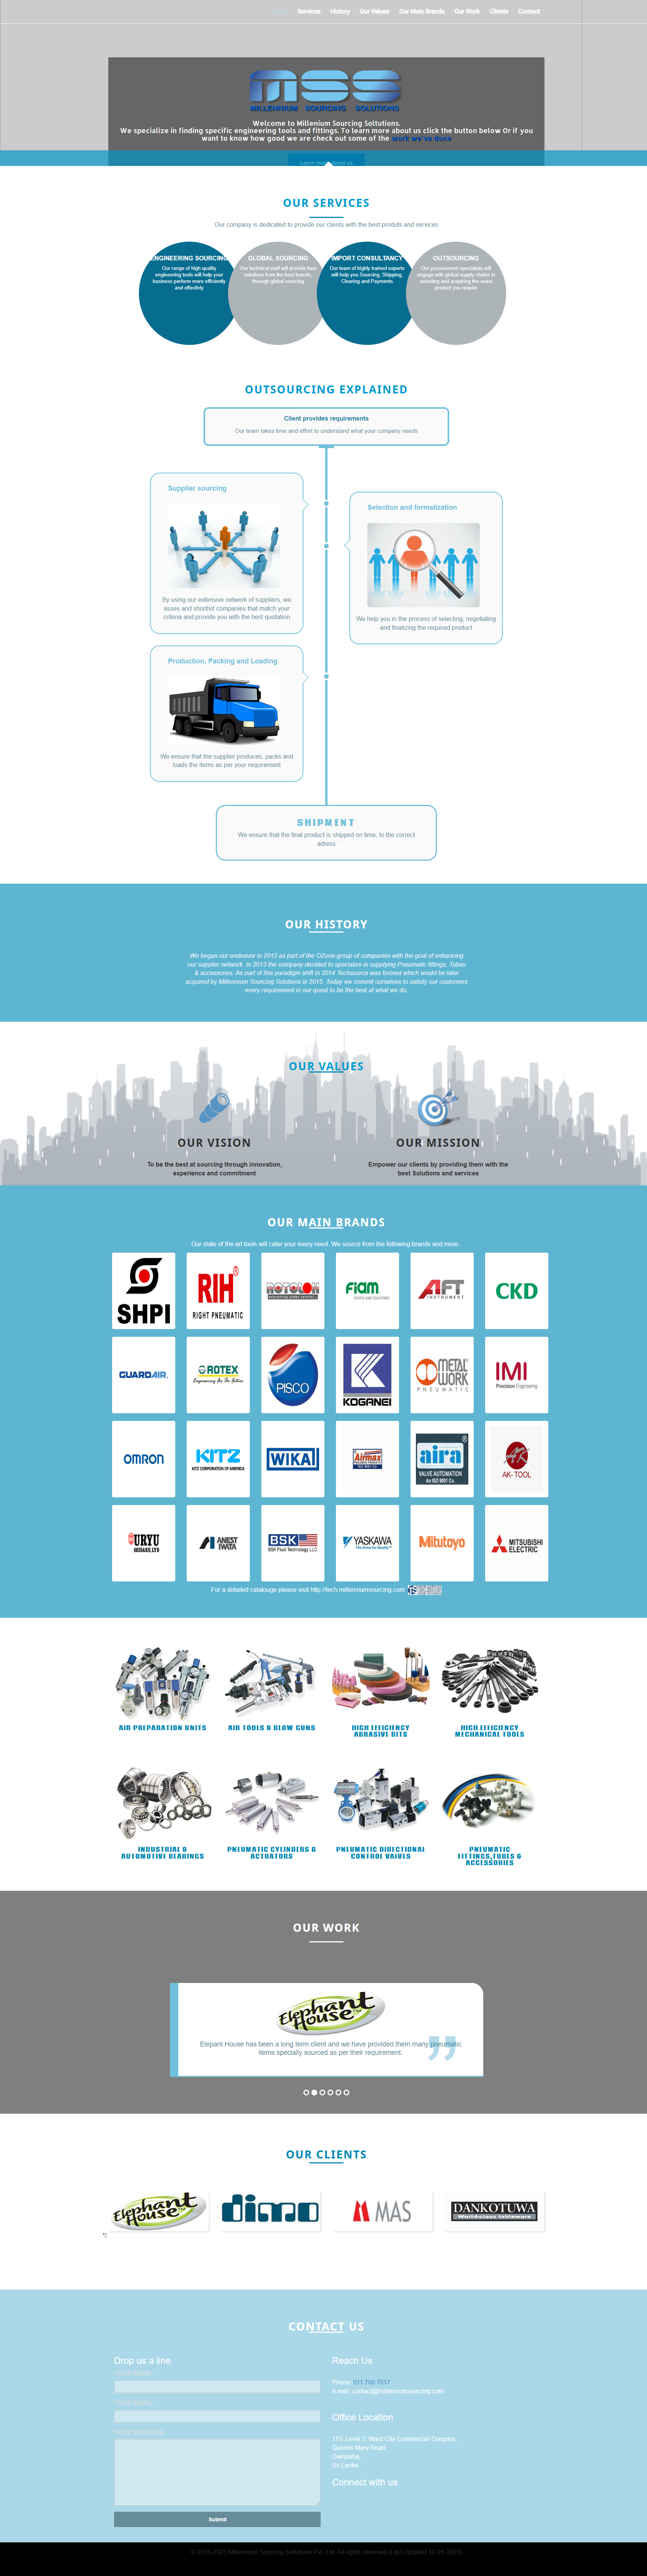 Services History Our Values Our Main Brands Our Work Clients Contact
MSS
MILLENNIUM SOURCING SOLUTIONS
Welcome to Millenium Sourcing Soltutions.
We specialize in finding specific engineering tools and fittings. To learn more about us click the button below Or if you
want to know how good we are check out some of the work we've done
Learn more about us
OUR SERVICES
Our company is dedicated to provide our clients with the best produts and services
ENGINEERING SOURCING
Our range of high quality
engineering tools will help your
business perform more efficiently
and effectivly
GLOBAL SOURCING
Our technical staff will provide best
solutions from the best brands,
through global sourcing
IMPORT CONSULTANCY
Our team of highly trained experts
will help you Sourcing, Shipping,
Clearing and Payments
OUTSOURCING
Our procurement specialists will
engage with global supply chains in
selecting and acquiring the exact
product you require
OUTSOURCING EXPLAINED
Client provides requirements
Our team takes time and effort to understand what your company needs
Supplier sourcing
By using our extensive network of suppliers, we
asses and shortlist companies that match your
criteria and provide you with the best quotation
Selection and formalization
We help you in the process of selecting, negotiating
and finalizing the required product
Production, Packing and Loading
We ensure that the supplier produces, packs and
loads the items as per your requirement
SHIPMENT
We ensure that the final product is shipped on time, to the correct
adress.
OUR HISTORY
We began our endeavor in 2012 as part of the OZone group of companies with the goal of enhancing
our supplier network. In 2013 the company decided to specialize in supplying Pneumatic fittings, Tubes
& accessories. As part of this paradigm shift in 2014 Techsource was formed which would be later
acquired by Millennium Sourcing Solutions in 2015. Today we commit ourselves to satisfy our customers
every requirement in our quest to be the best at what we do.
OUR VALUES
OUR VISION
To be the best at sourcing through innovation,
experience and commitment
OUR MISSION
Empower our clients by providing them with the
best Solutions and services
OUR MAIN BRANDS
Our state of the art tools will cater your every need. We source from the following brands and more.
SHPI
RIH
RIGHT PNEUMATIC
ROTOLOK
Fiam
PEOPLE AND SOLUTIONS
AFT
INSTRUMENT
CKD
GUARDAIR
ROTEX
Engineering for The Future
PISCO
KOGANEI
METAL WORK
PNEUMATIC
IMI
Precision Engineering
OMRON
KITZ
KITZ CORPORATION OF AMERICA
WIKA
Airmax
aira
VALVE AUTOMATION
An ISO 9001 Co.
AK- TOOL
URYU
SEISAKU, LTD
ANEST
IWATA
BSK
BSK Fluid Technology LLC.
YASKAWA
The Drive for Quality
Mitutoyo
MITSUBISHI
ELECTRIC
For a detailed catalouge please visit http://tech.millenniumsourcing.com
AIR PREPARATION UNITS
AIR TOOLS & BLOW GUNS
HIGH EFFICIENCY
ABRASIVE BITS
HIGH EFFICIENCY
MECHANICAL TOOLS
INDUSTRIAL &
AUTOMOTIVE BEARINGS
PNEUMATIC CYLINDERS &
ACTUATORS
PNEUMATIC DIRECTIONAL
CONTROL VALVES
PNEUMATIC
FITTINGS,TUBES &
ACCESSORIES
OUR WORK
Elephant House
Elepant House has been a long term client and we have provided them many pneumatic
items specially sourced as per their requirement.
OUR CLIENTS
Elephant House
dimo
MAS
DANKOTUWA
Worldclass tableware
CONTACT US
Drop us a line
YOUR NAME:
YOUR EMAIL:
YOUR MESSAGE:
Submit
Reach Us
Phone: 011 700 7017
e-mail: contact@millenniumsourcing.com
Office Location
113, Level 3, Ward City Commercial Complex,
Queens Mary Road,
Gampaha,
Sri Lanka.
Connect with us
© 2015-2023 Millennium Sourcing Solltutions Pvt. Ltd. All rights reserved (Last Updated 12-05-2023)